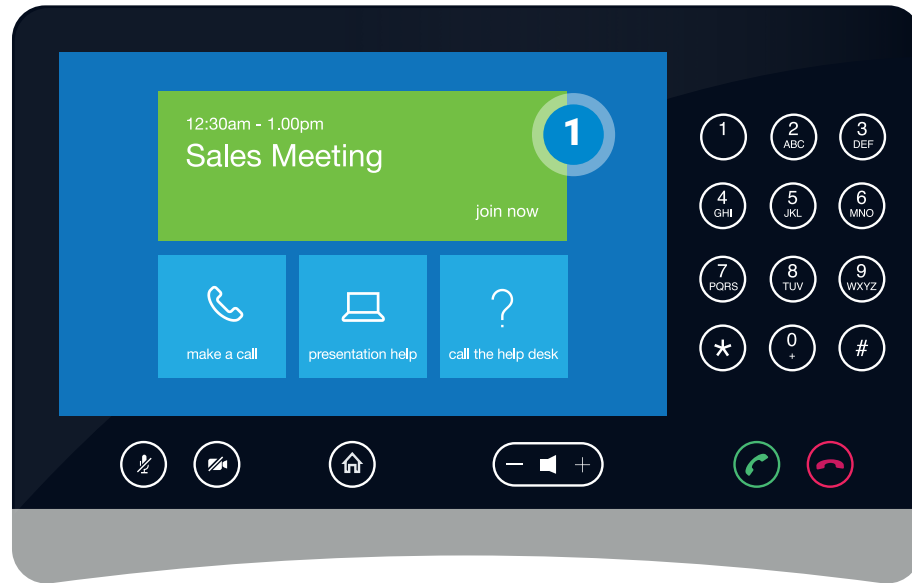 12:30am - 1.00pm
1
Sales Meeting
join now
make a call
presentation help
call the help desk
1
2
ABC
3
DEF
4
GHI
5
JKL
6
MNO
7
PQRS
8
TUV
9
WXYZ
*
0
+
#